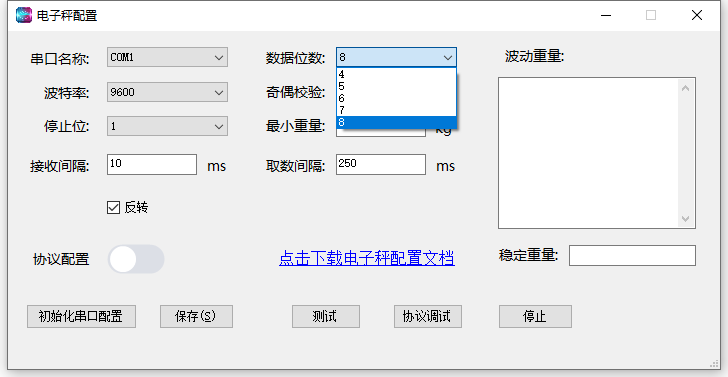 电子秤配置
串口名称: COM1 数据位数: 8 波动重量:
4
5
6
7
8
波特率: 9600 奇偶校验:
停止位: 1 最小重量: kg
接收间隔: 10 ms 取数间隔: 250 ms
反转
协议配置 点击下载电子秤配置文档 稳定重量:
初始化串口配置 保存(S) 测试 协议调试 停止